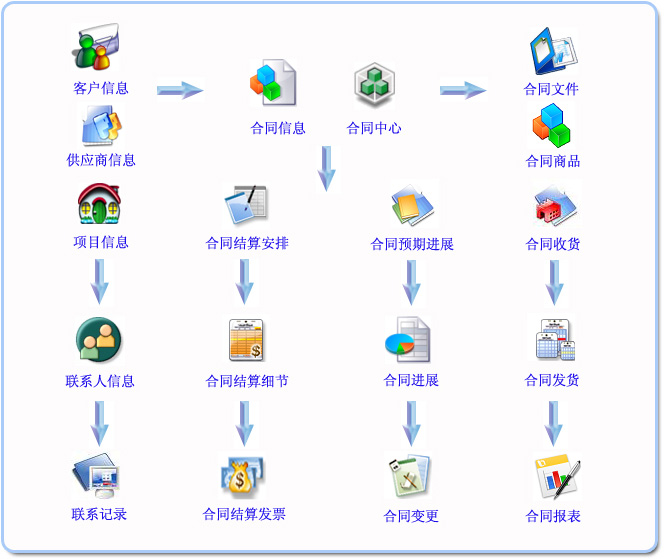 客户信息
合同信息
合同中心
合同文件
供应商信息
合同商品
项目信息
合同结算安排
合同预期进展
合同收货
联系人信息
合同结算细节
合同进展
合同发货
联系记录
合同结算发票
合同变更
合同报表